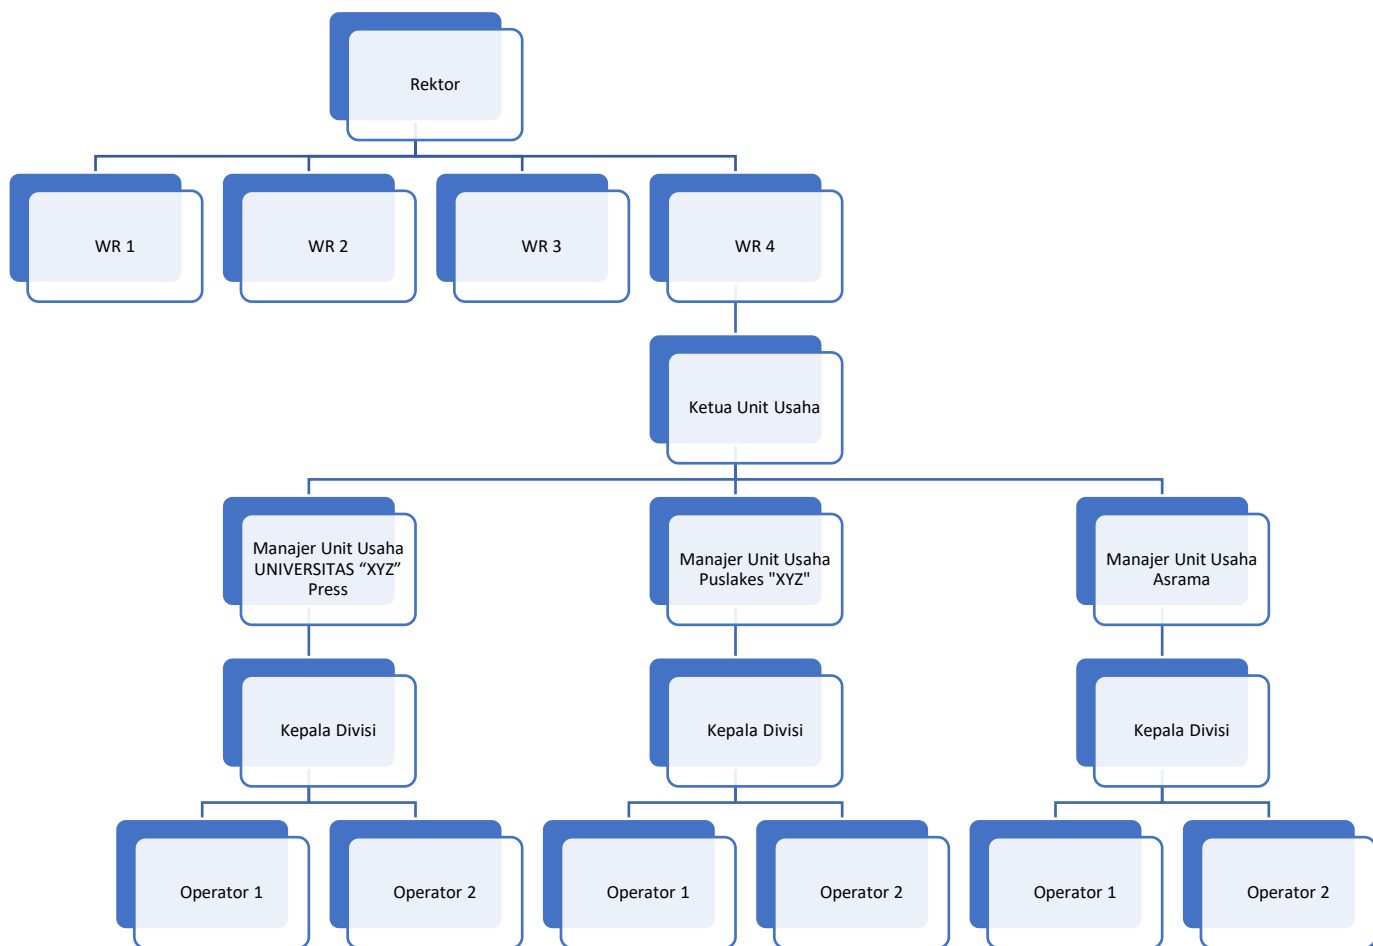 Rektor
WR 1
WR 2
WR 3
WR 4
Ketua Unit Usaha
Manajer Unit Usaha
UNIVERSITAS “XYZ”
Press
Manajer Unit Usaha
Puslakes "XYZ"
Manajer Unit Usaha
Asrama
Kepala Divisi
Kepala Divisi
Kepala Divisi
Operator 1
Operator 2
Operator 1
Operator 2
Operator 1
Operator 2